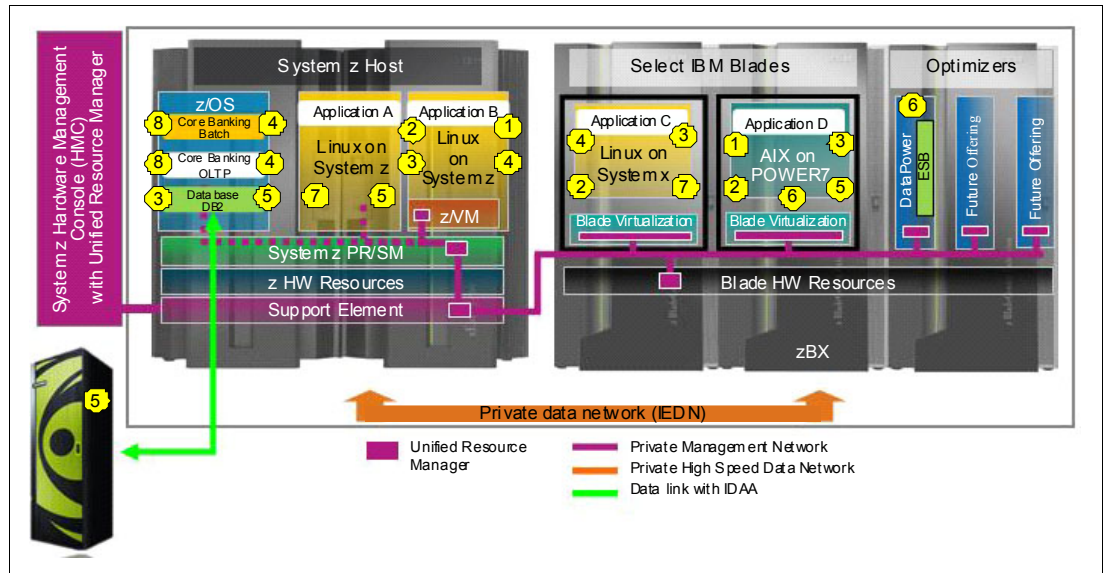 System z Hardware Management
Console (HMC)
with Unified Resource Manager
System z Host
Select IBM Blades
Optimizers
z/OS
8
Core Banking
Batch
4
8
Core Banking
OLTP
4
3
Database
DB2
5
Application A
Linux on
System z
7
5
2
Application B
1
3
Linux
on
System z
4
z/VM
Application C
4
3
Linux on
System x
2
7
Blade Virtualization
Application D
1
3
AIX on
POWER7
2
6
5
Blade Virtualization
6
DataPower
ESB
Future Offering
Future Offering
System z PR/SM
z HW Resources
Support Element
Blade HW Resources
zBX
5
Private data network (IEDN)
Unified Resource
Manager
Private Management Network
Private High Speed Data Network
Data link with IDAA